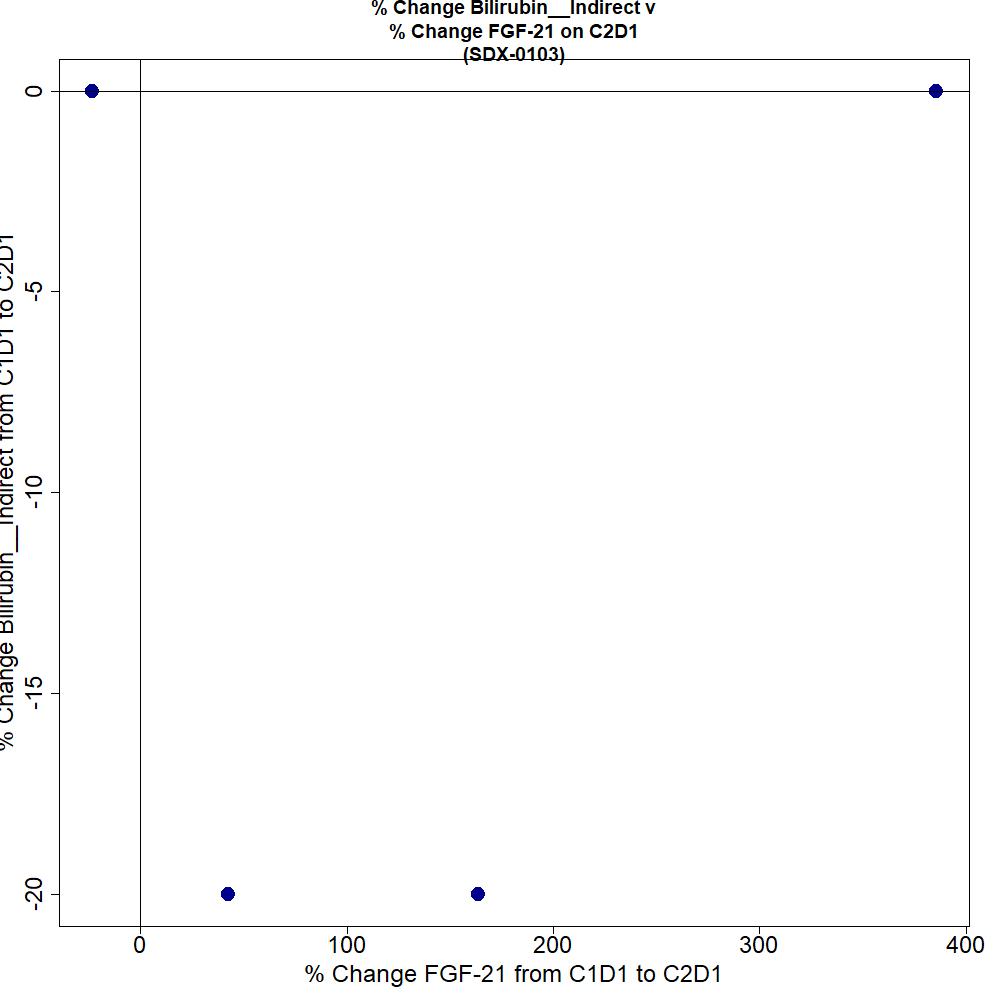 % Change Bilirubin__Indirect v
% Change FGF-21 on C2D1
(SDX-0103)
% Change Bilirubin__Indirect from C1D1 to C2D1
0
-5
-10
-15
-20
0
100
200
300
400
% Change FGF-21 from C1D1 to C2D1